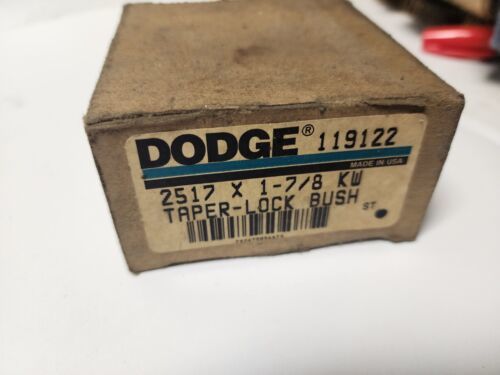 DODGE® 119122
MADE IN USA
2517 X 1-7/8 KW
TAPER-LOCK BUSH
ST